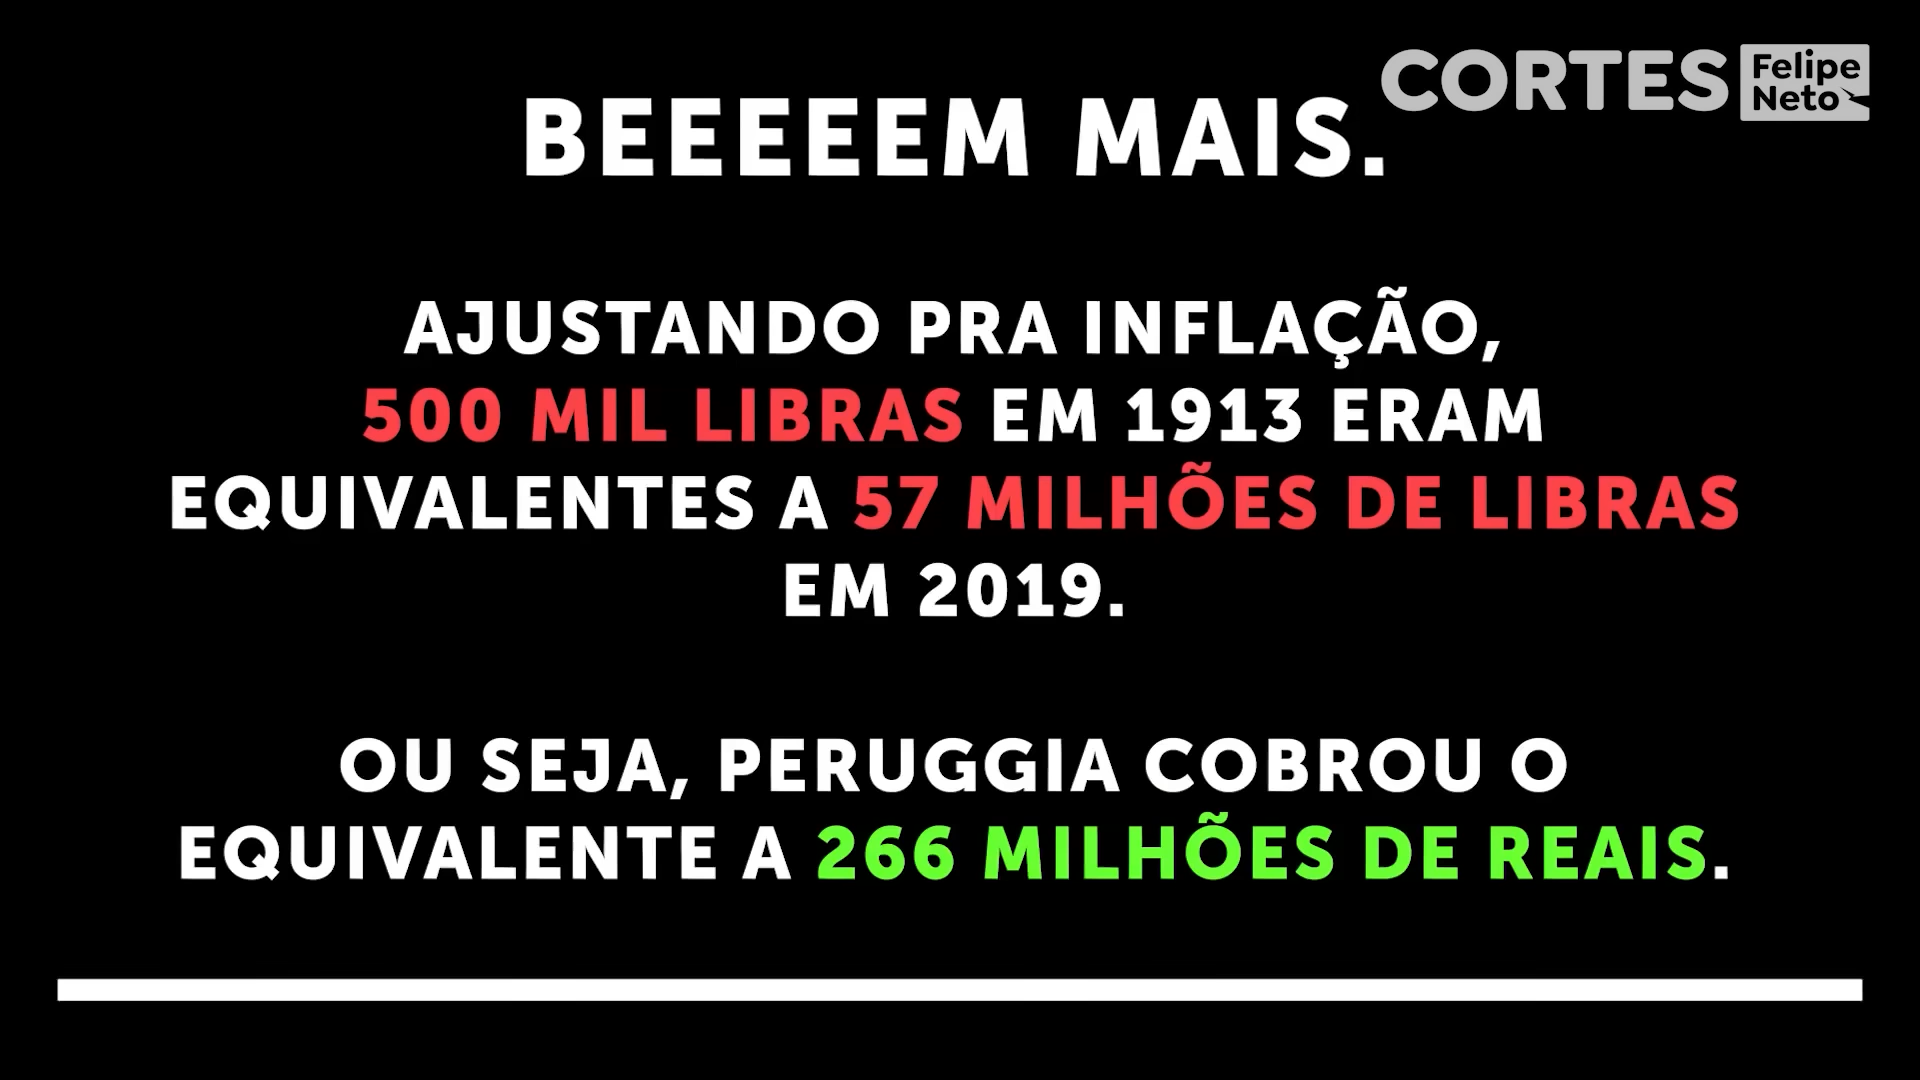 CORTES Felipe Neto
BEEEEEM MAIS.
AJUSTANDO PRA INFLAÇÃO,
500 MIL LIBRAS EM 1913 ERAM
EQUIVALENTES A 57 MILHÕES DE LIBRAS
EM 2019.
OU SEJA, PERUGGIA COBROU O
EQUIVALENTE A 266 MILHÕES DE REAIS.